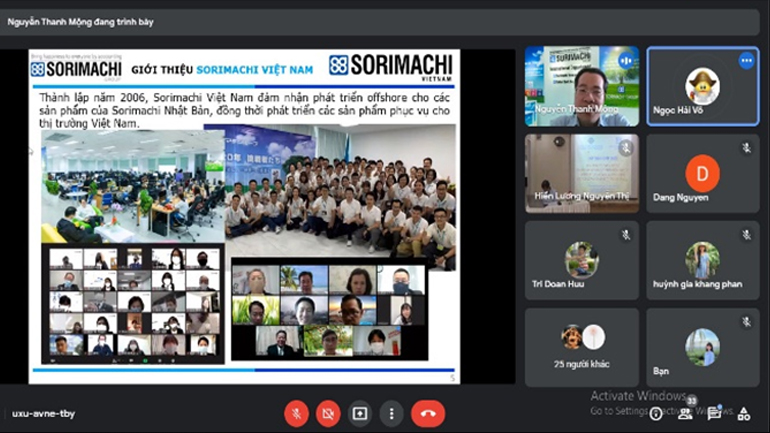 Nguyễn Thanh Mộng đang trình bày
SORIMACHI
GROUP
GIỚI THIỆU SORIMACHI VIỆT NAM
SORIMACHI
VIETNAM
Thành lập năm 2006, Sorimachi Việt Nam đảm nhận phát triển offshore cho các
sản phẩm của Sorimachi Nhật Bản, đồng thời phát triển các sản phẩm phục vụ cho
thị trường Việt Nam.
5
SORIMACHI
Nguyễn Thanh Mộng
Ngọc Hải Võ
Hiền Lương Nguyễn Thị
D
Dang Nguyen
Tri Doan Huu
huỳnh gia khang phan
25 người khác
Bạn
Activate Windows
Go to Settings Windows.
uxu-avne-tby
33